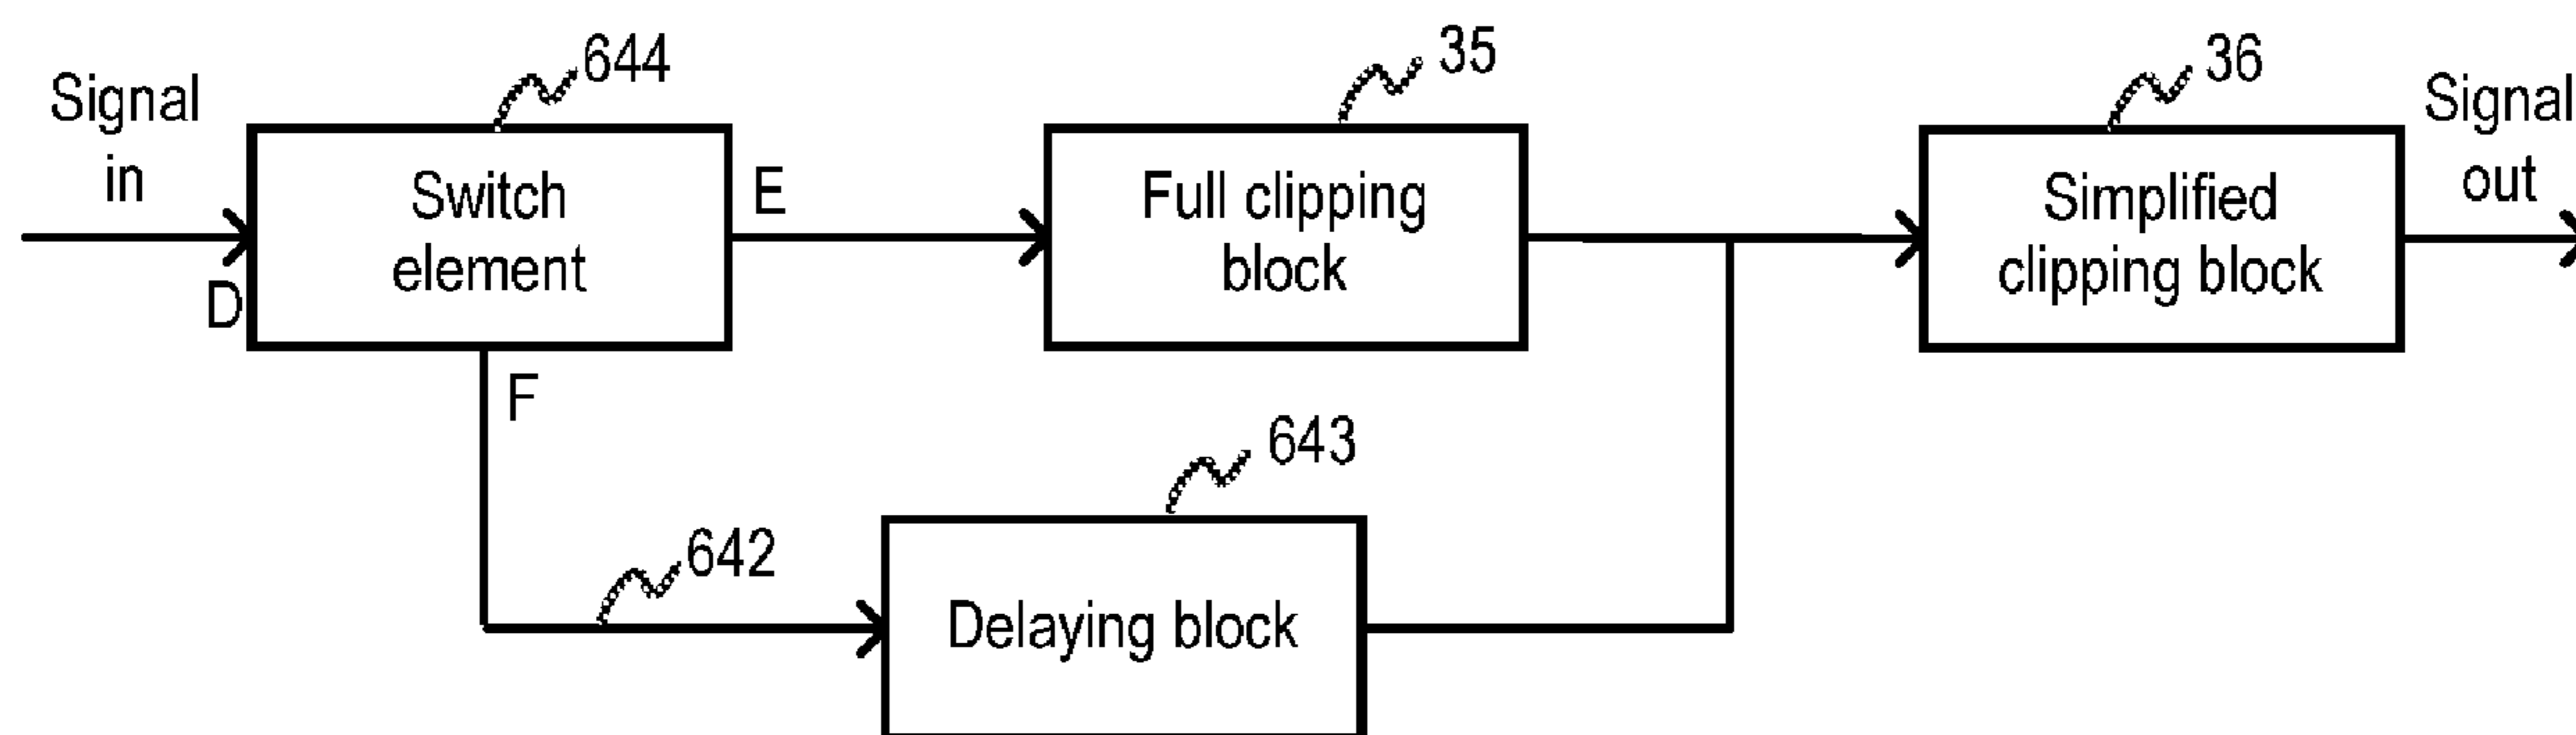 644
35
36
Signal
in
Signal
out
Switch
element
E
Full clipping
block
Simplified
clipping block
D
F
643
642
Delaying block